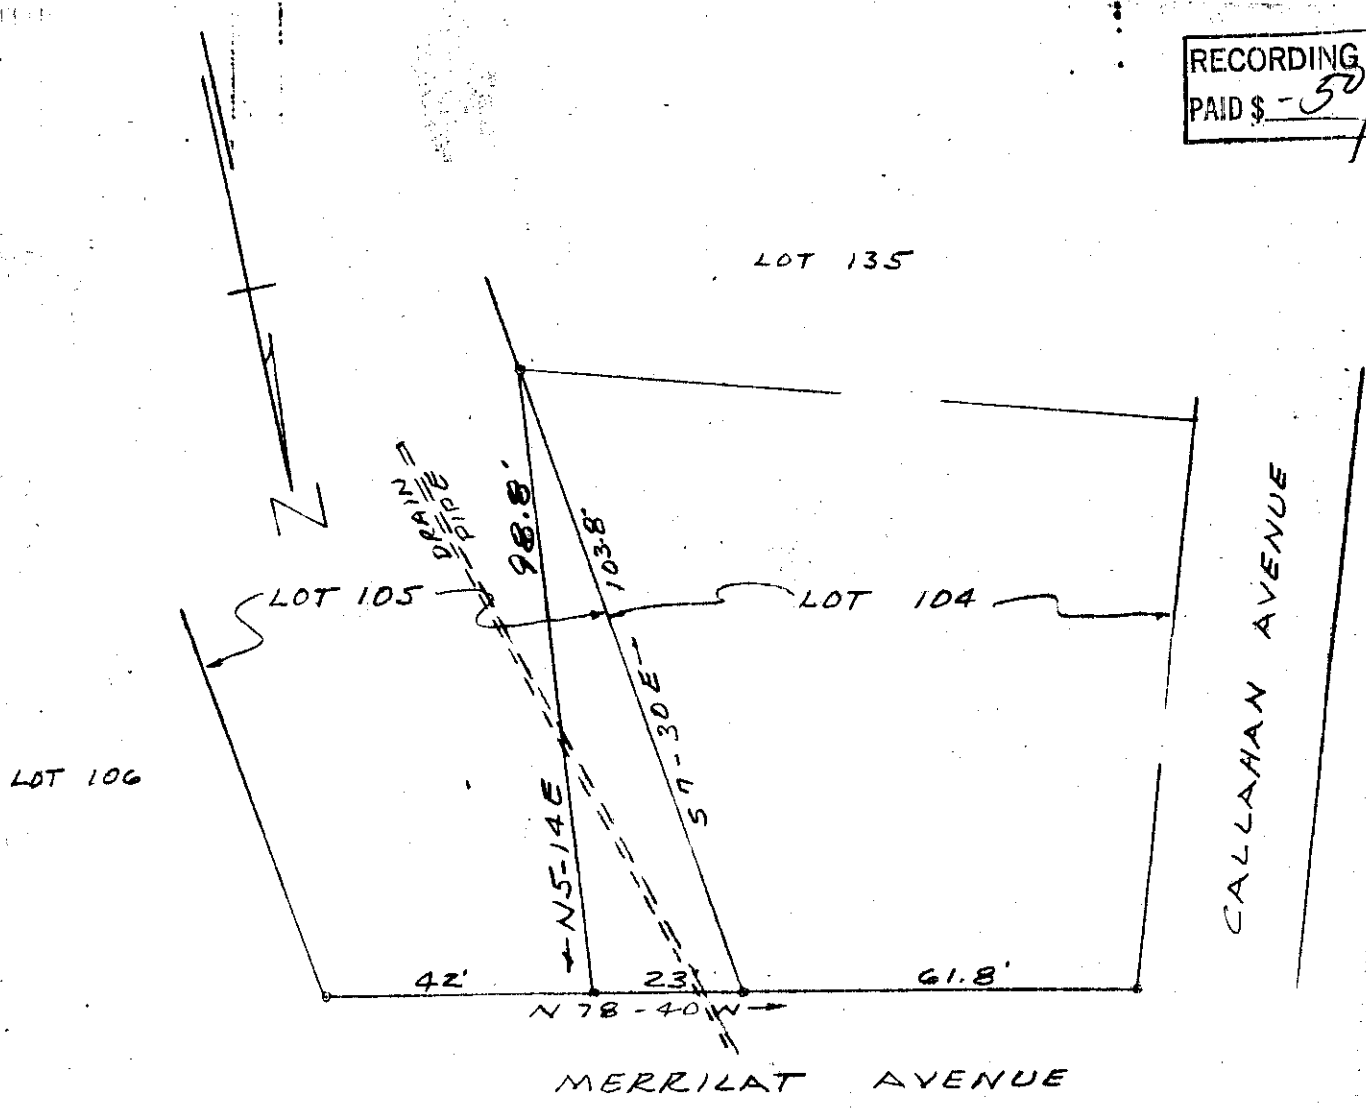 RECORDING
PAID $ -50
LOT 135
N
DRAIN
PIPE
98.8'
103.8'
LOT 105
LOT 104
CALLAHAN AVENUE
S 7 - 30 E
LOT 106
N5-14E
42'
23'
61.8'
N 78-40 W
MERRILAT AVENUE